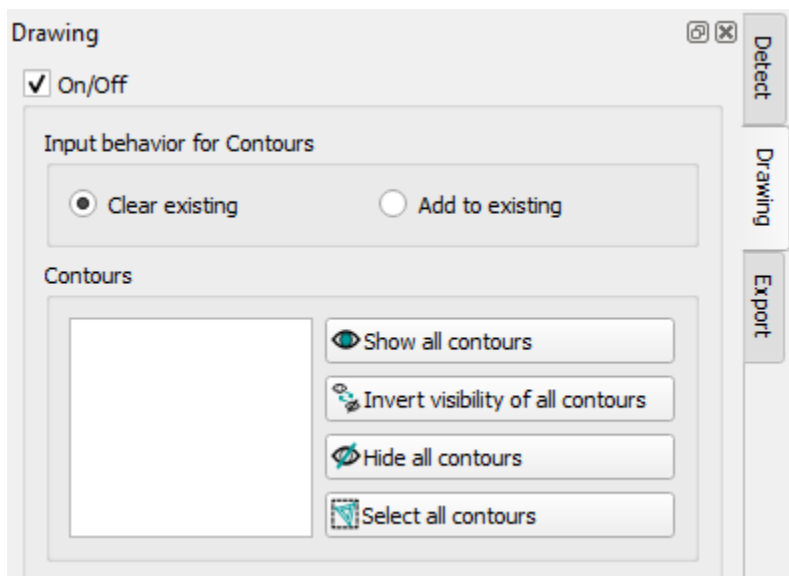 Drawing
On/Off
Input behavior for Contours
Clear existing
Add to existing
Contours
Show all contours
Invert visibility of all contours
Hide all contours
Select all contours
Detect
Drawing
Export